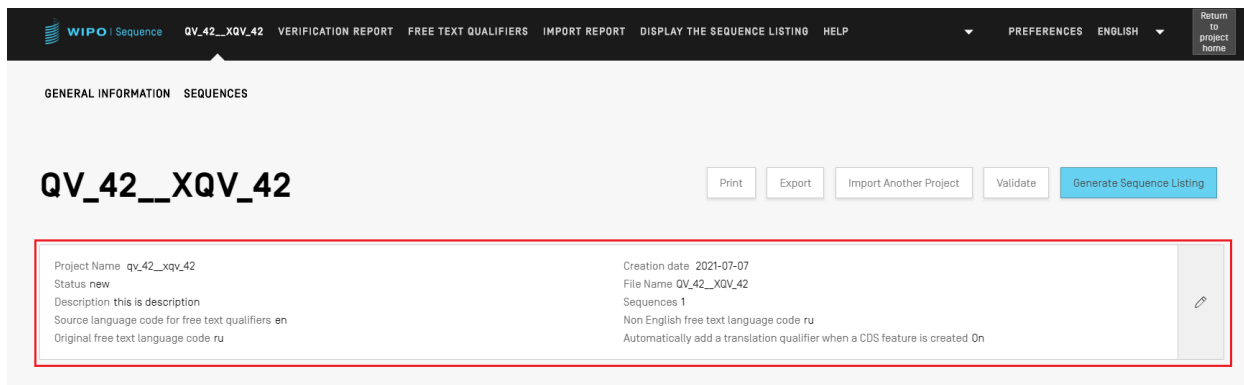 WIPO | Sequence QV_42__XQV_42 VERIFICATION REPORT FREE TEXT QUALIFIERS IMPORT REPORT DISPLAY THE SEQUENCE LISTING HELP PREFERENCES ENGLISH
Return
to
project
home
GENERAL INFORMATION SEQUENCES
QV_42__XQV_42
Print Export Import Another Project Validate Generate Sequence Listing
Project Name qv_42__xqv_42
Status new
Description this is description
Source language code for free text qualifiers en
Original free text language code ru
Creation date 2021-07-07
File Name QV_42__XQV_42
Sequences 1
Non English free text language code ru
Automatically add a translation qualifier when a CDS feature is created On